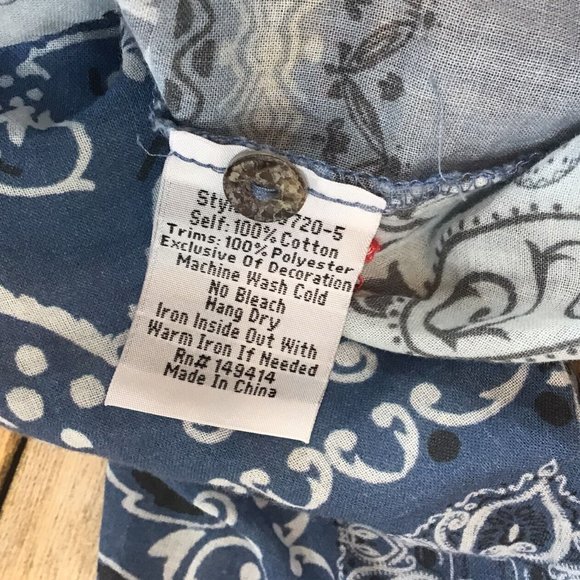 720-5
Self: 100% Cotton
Trims: 100% Polyester
Exclusive Of Decoration
Machine Wash Cold
No Bleach
Hang Dry
Iron Inside Out With
Warm Iron If Needed
Rn# 149414
Made In China